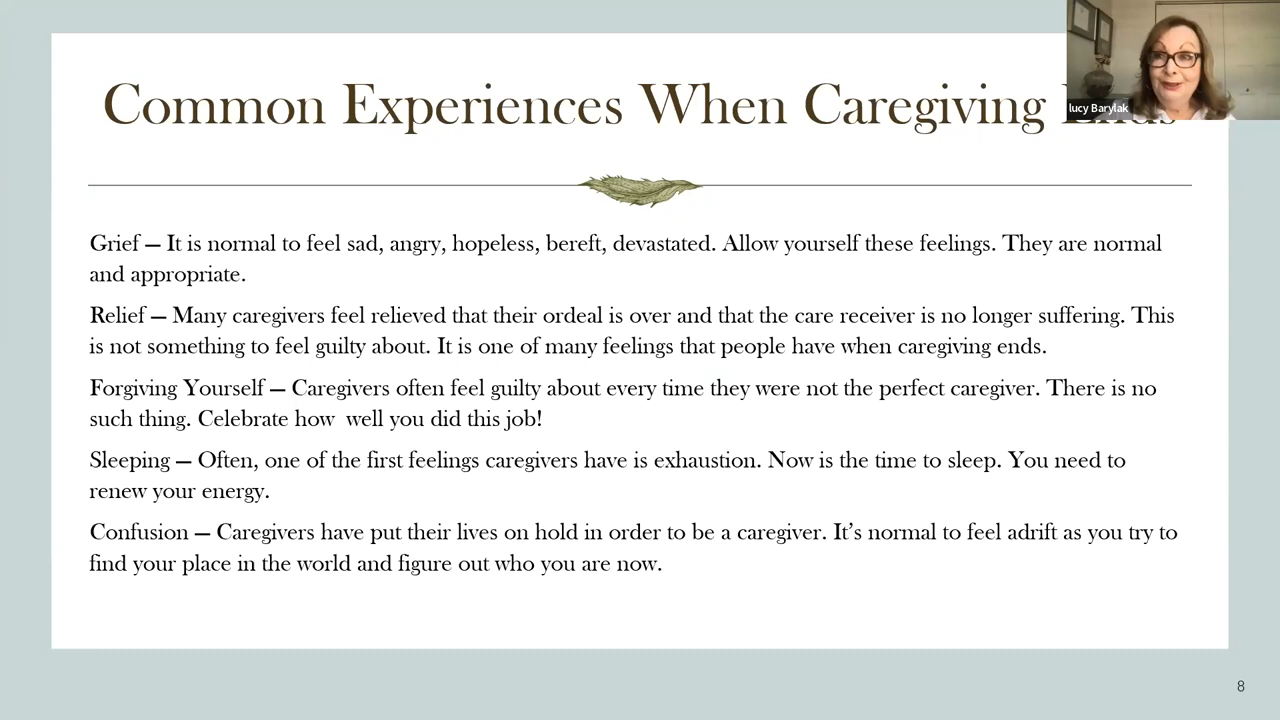 Common Experiences When Caregiving Ends
lucy Barylak
Grief — It is normal to feel sad, angry, hopeless, bereft, devastated. Allow yourself these feelings. They are normal
and appropriate.
Relief — Many caregivers feel relieved that their ordeal is over and that the care receiver is no longer suffering. This
is not something to feel guilty about. It is one of many feelings that people have when caregiving ends.
Forgiving Yourself — Caregivers often feel guilty about every time they were not the perfect caregiver. There is no
such thing. Celebrate how  well you did this job!
Sleeping — Often, one of the first feelings caregivers have is exhaustion. Now is the time to sleep. You need to
renew your energy.
Confusion — Caregivers have put their lives on hold in order to be a caregiver. It’s normal to feel adrift as you try to
find your place in the world and figure out who you are now.
8